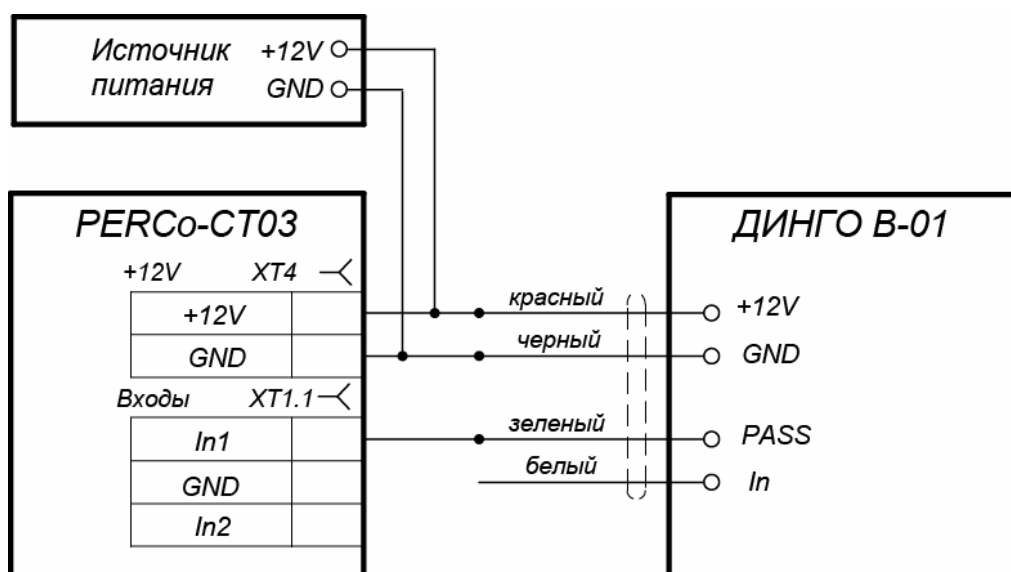 Источник +12V
питания GND
PERCo-CT03
+12V XT4
+12V
GND
Входы XT1.1
In1
GND
In2
красный
черный
зеленый
белый
ДИНГО В-01
+12V
GND
PASS
In